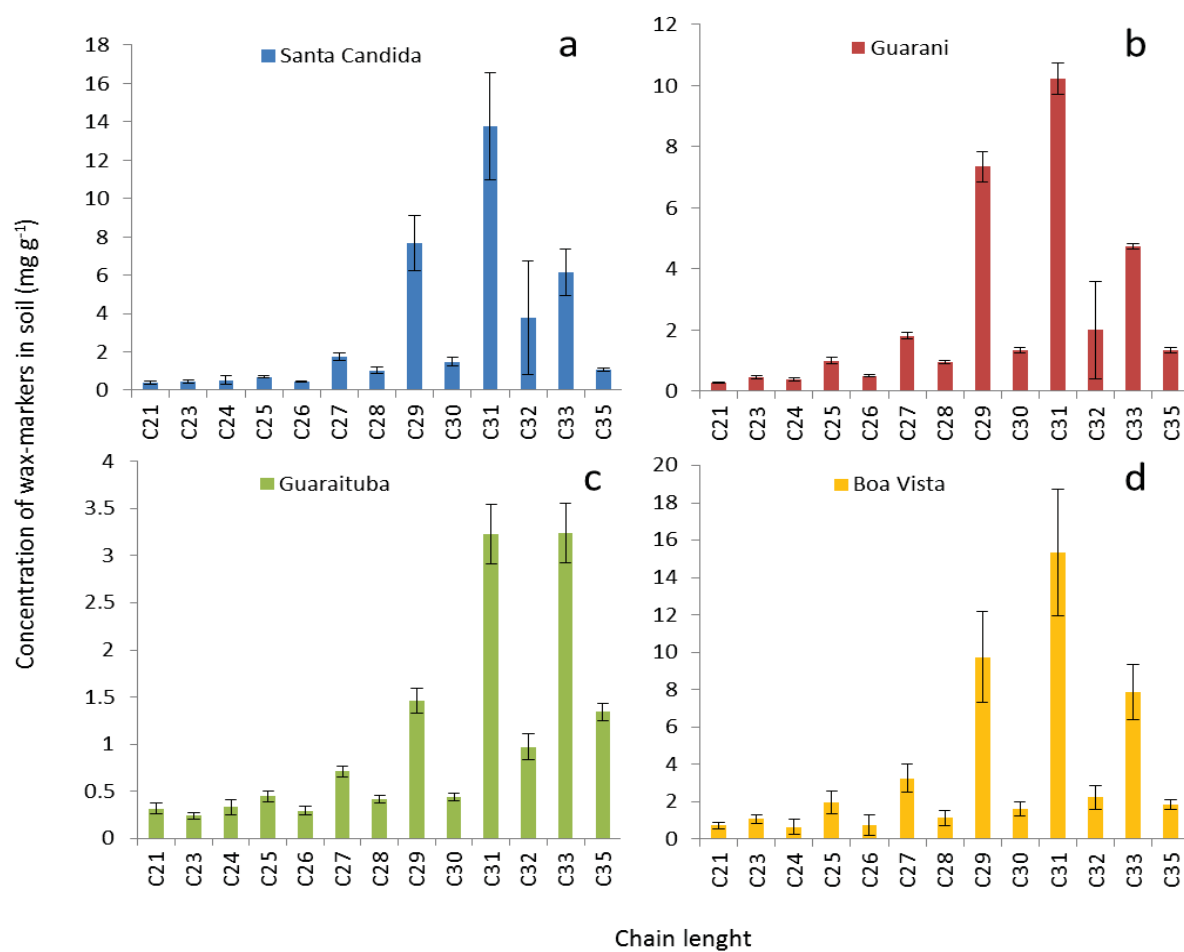 Concentration of wax-markers in soil (mg g⁻¹)
Santa Candida
a
18
16
14
12
10
8
6
4
2
0
C21 C23 C24 C25 C26 C27 C28 C29 C30 C31 C32 C33 C35
Guarani
b
12
10
8
6
4
2
0
C21 C23 C24 C25 C26 C27 C28 C29 C30 C31 C32 C33 C35
Guaraituba
c
4
3.5
3
2.5
2
1.5
1
0.5
0
C21 C23 C24 C25 C26 C27 C28 C29 C30 C31 C32 C33 C35
Boa Vista
d
20
18
16
14
12
10
8
6
4
2
0
C21 C23 C24 C25 C26 C27 C28 C29 C30 C31 C32 C33 C35
Chain lenght